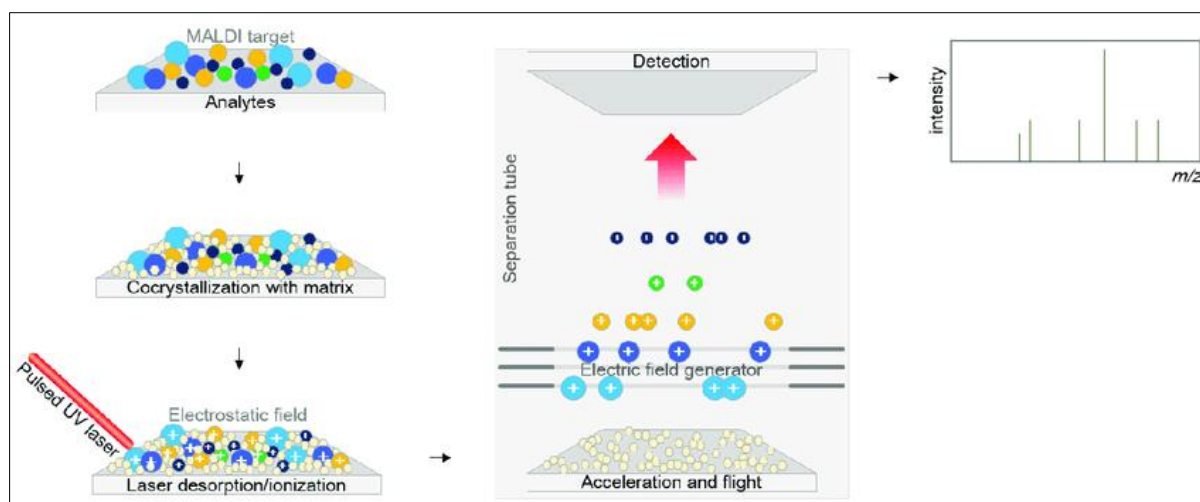 MALDI target
Analytes
Cocrystallization with matrix
Pulsed UV laser
Electrostatic field
Laser desorption/ionization
Detection
Separation tube
Electric field generator
Acceleration and flight
intensity
m/z